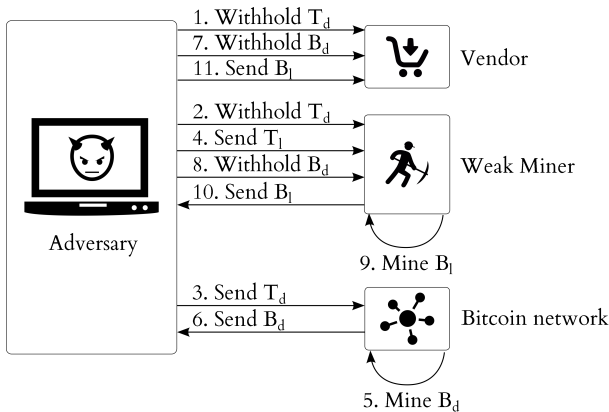 1. Withhold T_d
7. Withhold B_d
11. Send B_l
Vendor
2. Withhold T_d
4. Send T_l
8. Withhold B_d
10. Send B_l
Weak Miner
9. Mine B_l
Adversary
3. Send T_d
6. Send B_d
Bitcoin network
5. Mine B_d